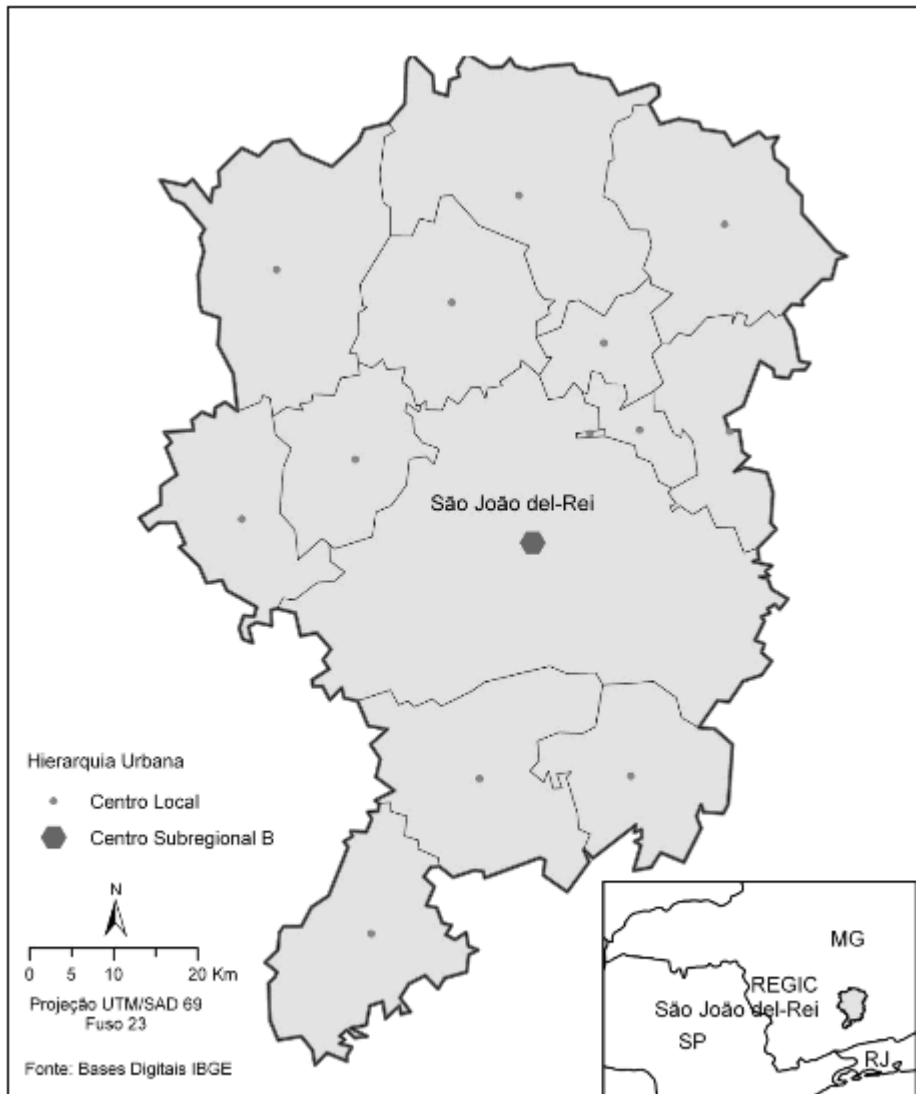 São João del-Rei
Hierarquia Urbana
Centro Local
Centro Subregional B
N
0 5 10 20 Km
Projeção UTM/SAD 69
Fuso 23
Fonte: Bases Digitais IBGE
MG
REGIC
São João del-Rei
SP
RJ